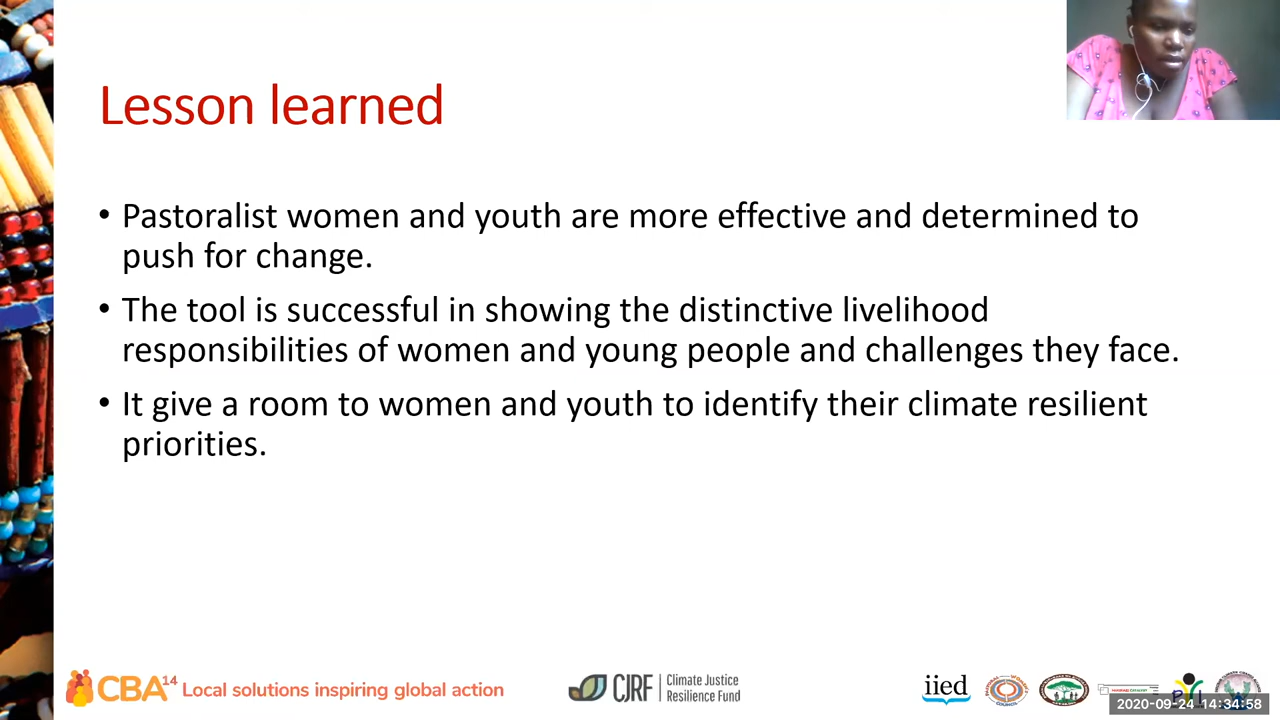 Lesson learned
• Pastoralist women and youth are more effective and determined to
push for change.
• The tool is successful in showing the distinctive livelihood
responsibilities of women and young people and challenges they face.
• It give a room to women and youth to identify their climate resilient
priorities.
CBA14 Local solutions inspiring global action
CJRF Climate Justice
Resilience Fund
iied
2020-09-24 14:34:58